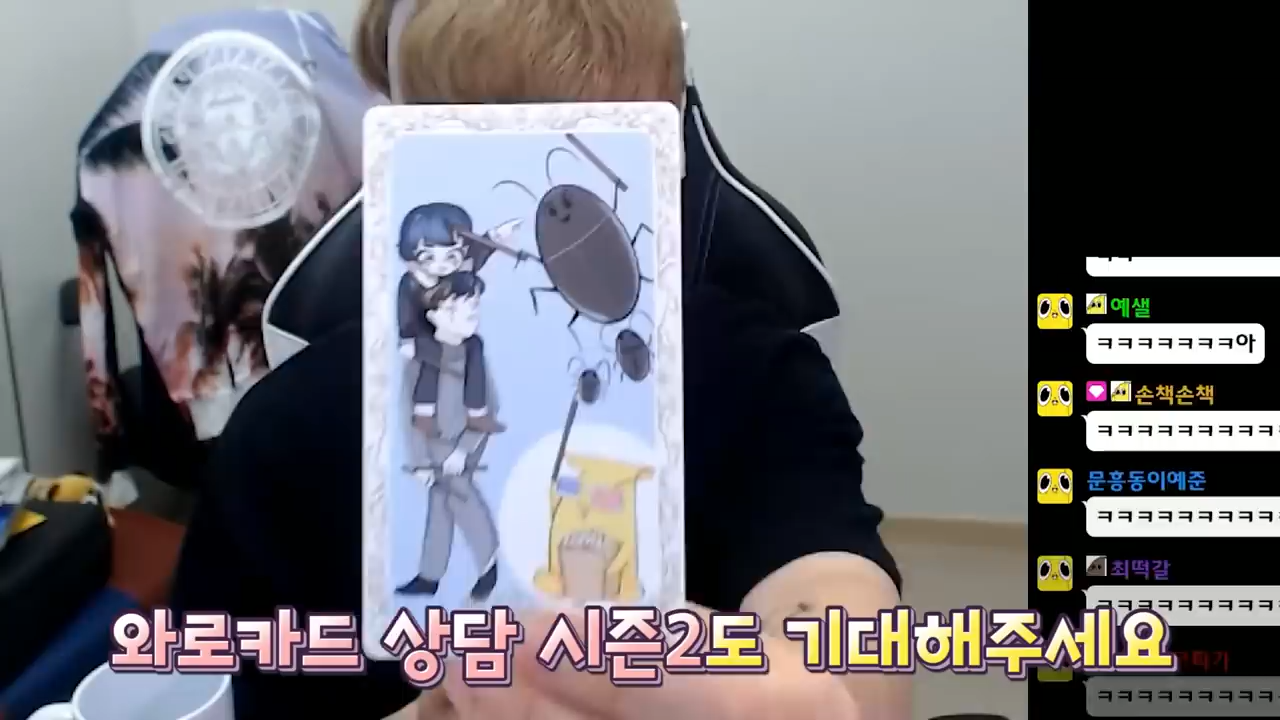 와로카드 상담 시즌2도 기대해주세요
예샐
ㅋㅋㅋㅋㅋㅋㅋ아
손책손책
ㅋㅋㅋㅋㅋㅋㅋㅋㅋ
문흥동이예준
ㅋㅋㅋㅋㅋㅋㅋㅋㅋ
최떡갈
ㅋㅋㅋㅋㅋㅋㅋㅋㅋ
ㅋㅋㅋㅋㅋㅋㅋㅋㅋ